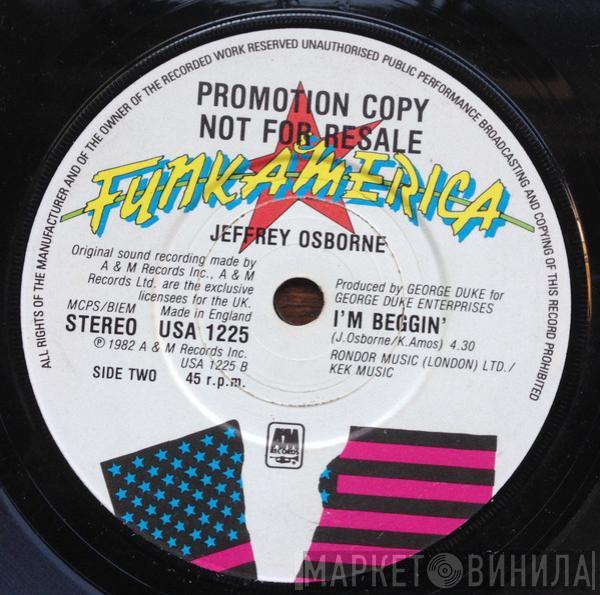 ALL RIGHTS OF THE MANUFACTURER AND OF THE OWNER OF THE RECORDED WORK RESERVED UNAUTHORISED PUBLIC PERFORMANCE BROADCASTING AND COPYING OF THIS RECORD PROHIBITED
PROMOTION COPY
NOT FOR RESALE
FUNKAMERICA
JEFFREY OSBORNE
Original sound recording made by
A & M Records Inc., A & M
Records Ltd. are the exclusive
licensees for the UK.
MCPS/BIEM Made in England
STEREO USA 1225
℗ 1982 A & M Records Inc.
USA 1225 B
SIDE TWO 45 r.p.m.
Produced by GEORGE DUKE for
GEORGE DUKE ENTERPRISES
I'M BEGGIN'
(J.Osborne/K.Amos) 4.30
RONDOR MUSIC (LONDON) LTD./
KEK MUSIC
A&M
RECORDS
МАРКЕТ ВИНИЛА